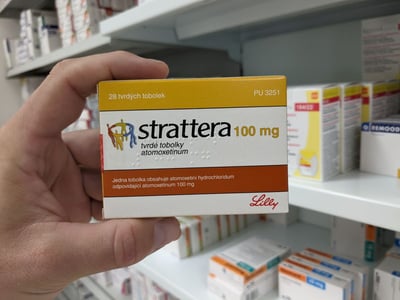 28 tvrdých tobolek
PU 3251
strattera 100 mg
tvrdé tobolky
atomoxetinum
Jedna tobolka obsahuje atomoxetini hydrochloridum
odpovídající atomoxetinum 100 mg
Lilly